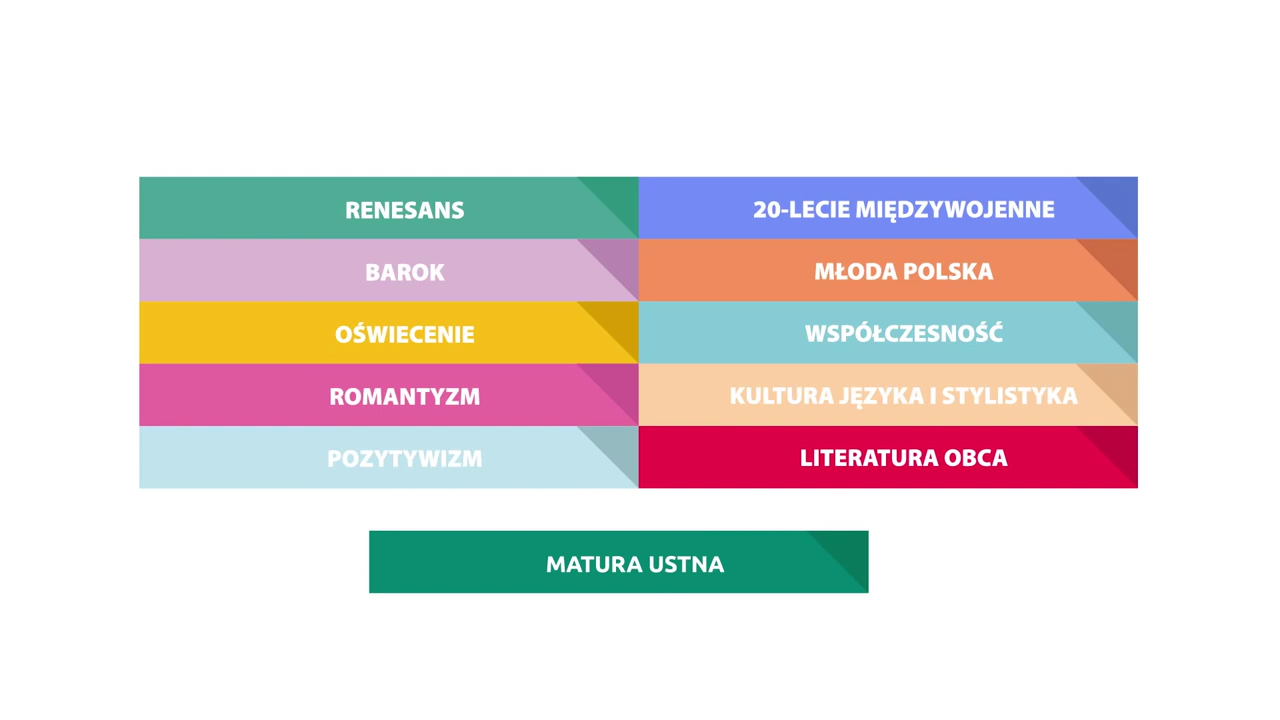 RENESANS
BAROK
OŚWIECENIE
ROMANTYZM
POZYTYWIZM
20-LECIE MIĘDZYWOJENNE
MŁODA POLSKA
WSPÓŁCZESNOŚĆ
KULTURA JĘZYKA I STYLISTYKA
LITERATURA OBCA
MATURA USTNA